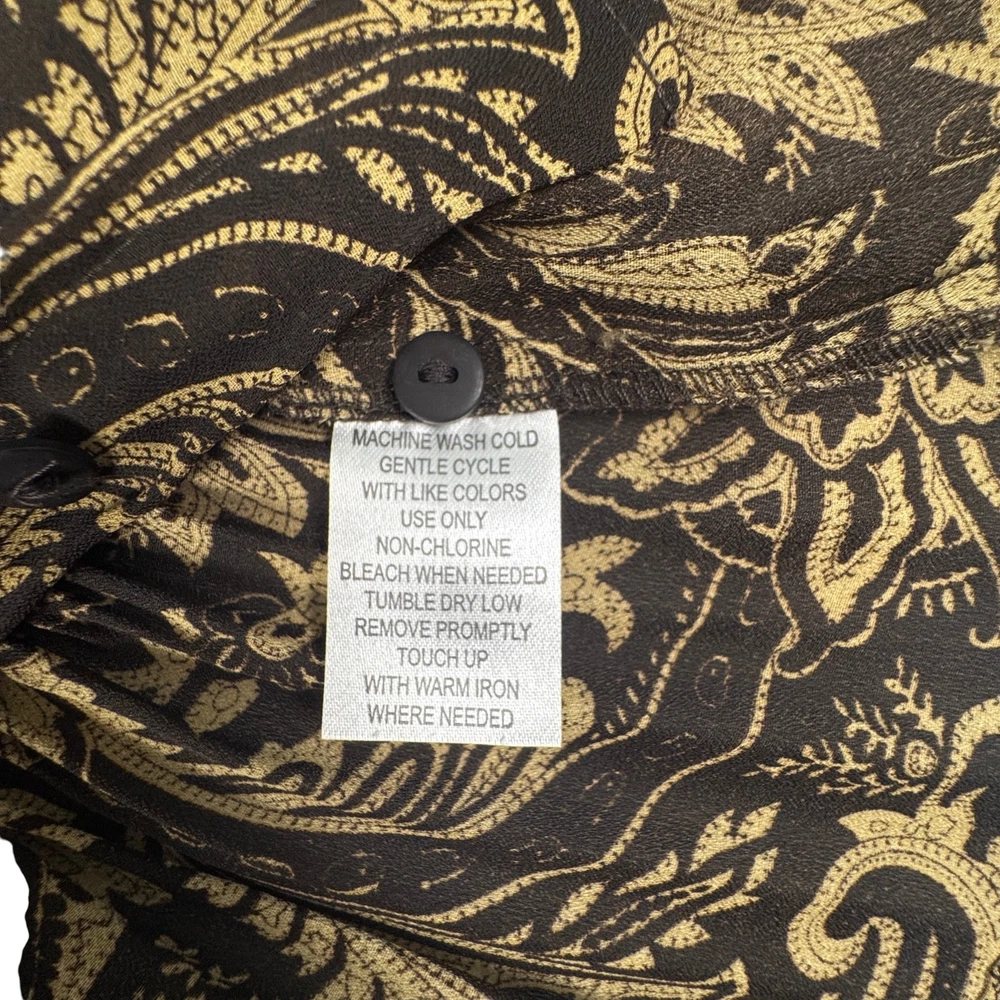 MACHINE WASH COLD
GENTLE CYCLE
WITH LIKE COLORS
USE ONLY
NON-CHLORINE
BLEACH WHEN NEEDED
TUMBLE DRY LOW
REMOVE PROMPTLY
TOUCH UP
WITH WARM IRON
WHERE NEEDED